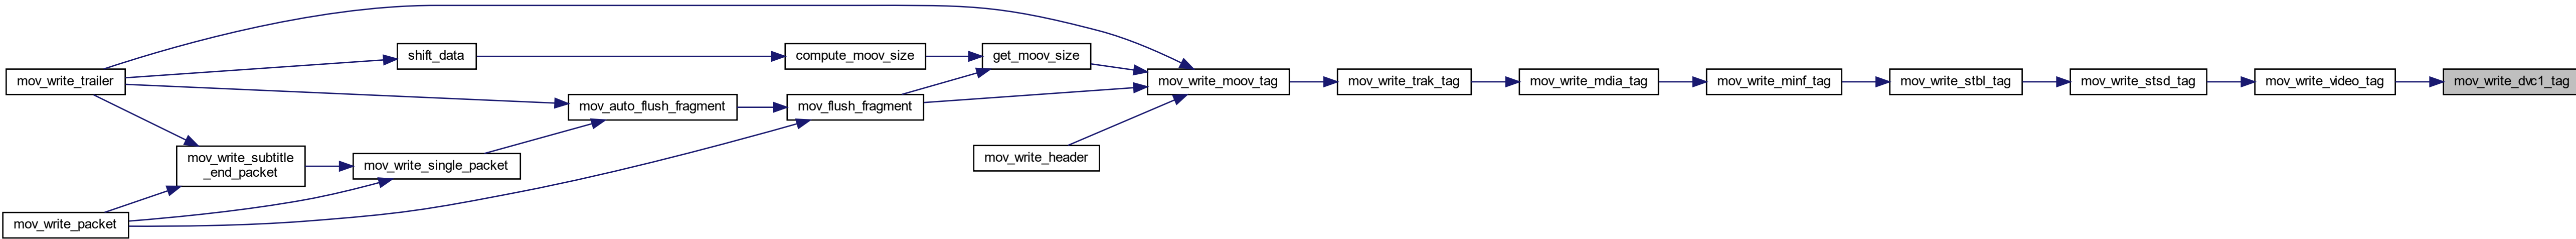 mov_write_trailer
shift_data
compute_moov_size
get_moov_size
mov_auto_flush_fragment
mov_flush_fragment
mov_write_moov_tag
mov_write_trak_tag
mov_write_mdia_tag
mov_write_minf_tag
mov_write_stbl_tag
mov_write_stsd_tag
mov_write_video_tag
mov_write_dvc1_tag
mov_write_subtitle
_end_packet
mov_write_single_packet
mov_write_header
mov_write_packet